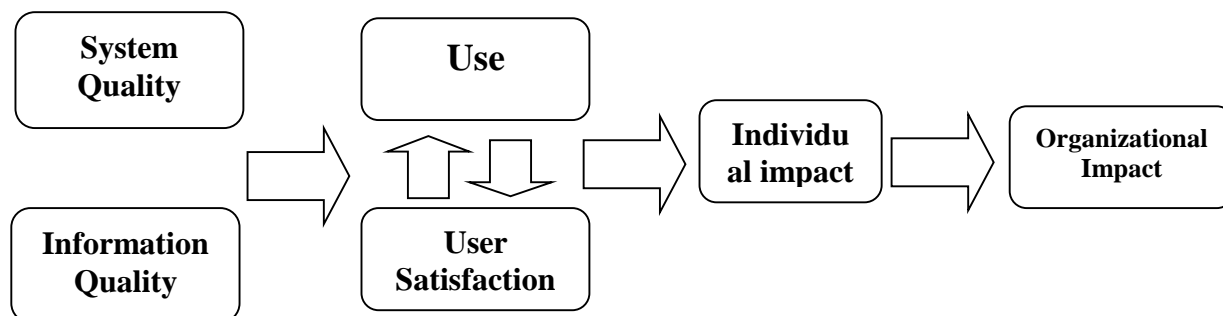 System
Quality
Use
Information
Quality
User
Satisfaction
Individu
al impact
Organizational
Impact